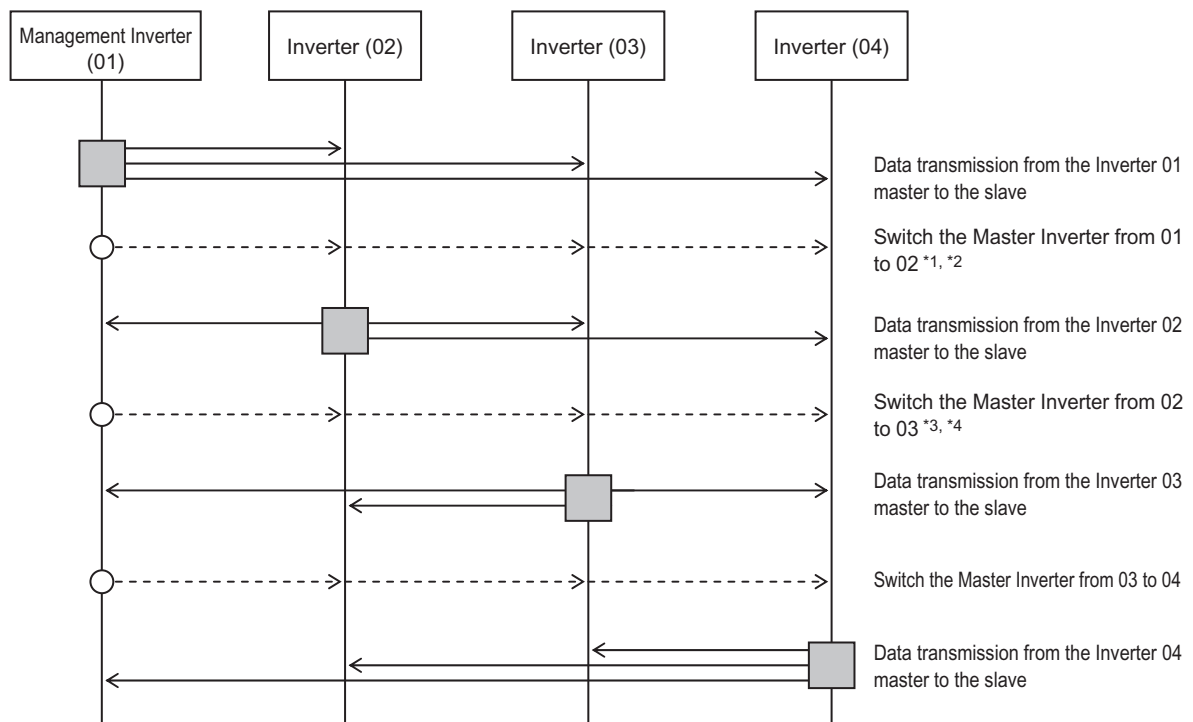 Management Inverter
(01)
Inverter (02)
Inverter (03)
Inverter (04)
Data transmission from the Inverter 01
master to the slave
Switch the Master Inverter from 01
to 02 *1, *2
Data transmission from the Inverter 02
master to the slave
Switch the Master Inverter from 02
to 03 *3, *4
Data transmission from the Inverter 03
master to the slave
Switch the Master Inverter from 03 to 04
Data transmission from the Inverter 04
master to the slave